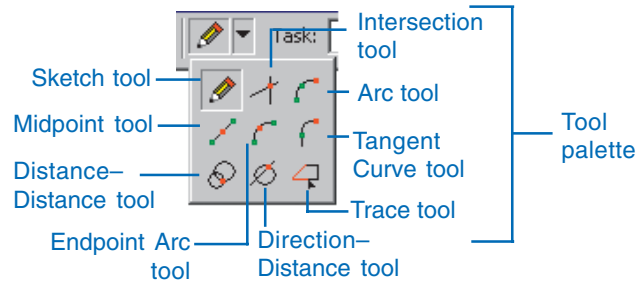 Intersection
tool
Task:
Sketch tool
Arc tool
Midpoint tool
Tool
palette
Tangent
Curve tool
Distance–
Distance tool
Trace tool
Endpoint Arc
tool
Direction–
Distance tool